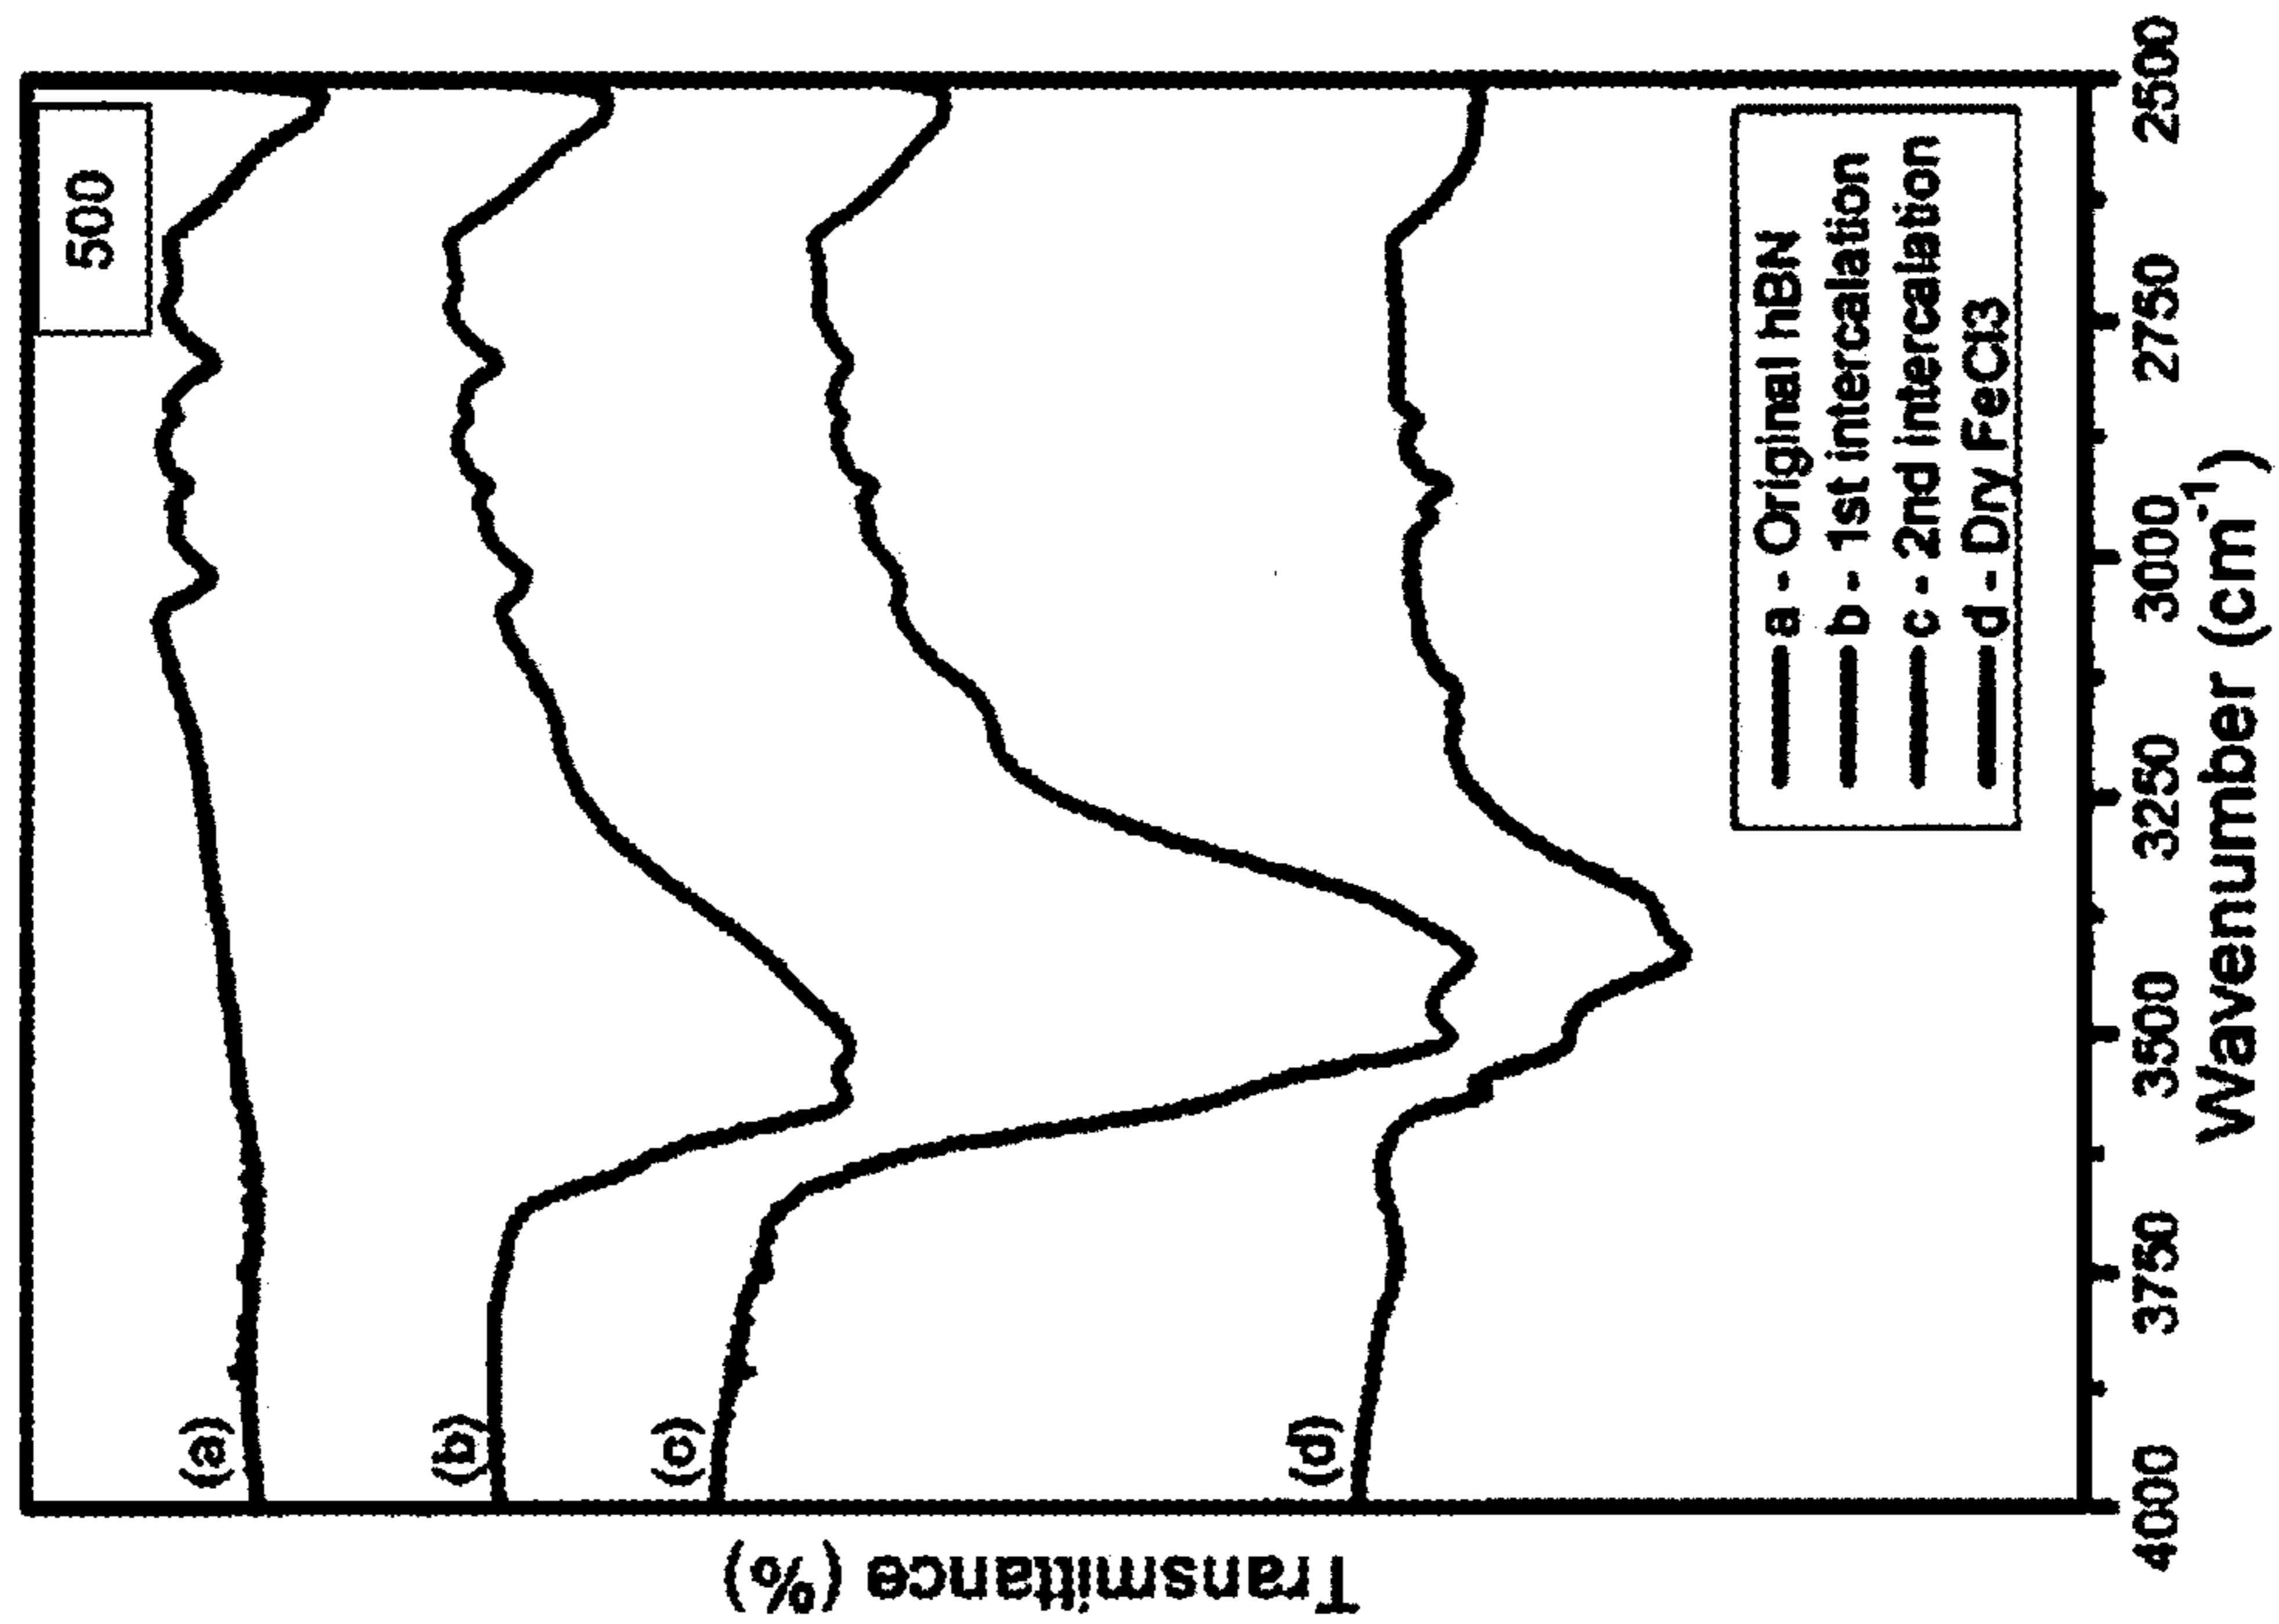 500
(a)
(b)
(c)
(d)
a - Original hBN
b - 1st intercalation
c - 2nd intercalation
d - Dry FeCl3
Transmittance (%)
4000 3750 3500 3250 3000 2750 2500
Wavenumber (cm-1)